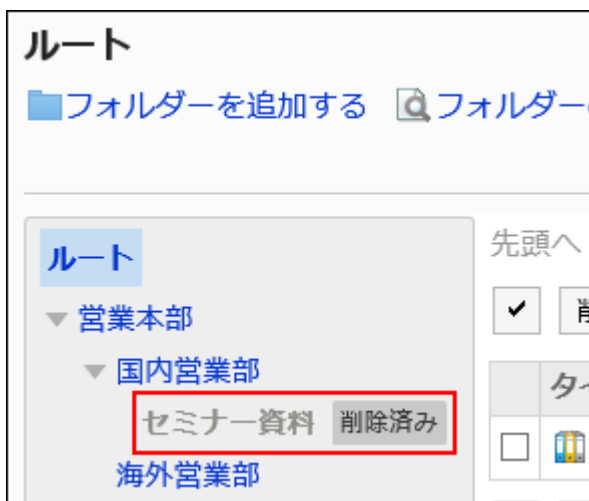 ルート
フォルダーを追加する フォルダー
ルート
営業本部
国内営業部
セミナー資料 削除済み
海外営業部
先頭へ